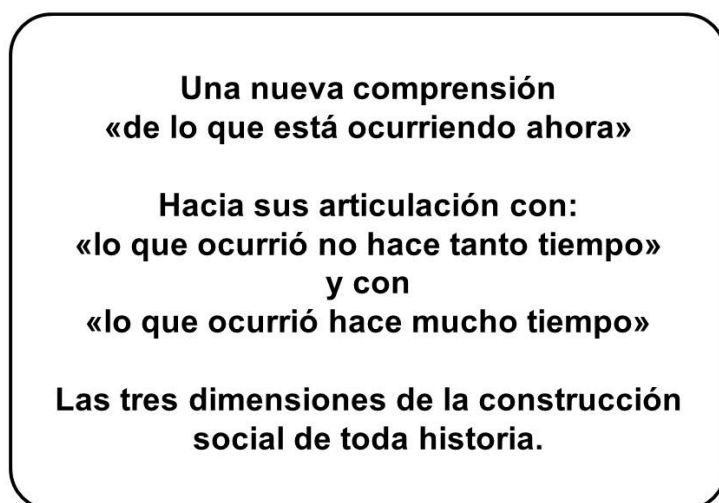 Una nueva comprensión
«de lo que está ocurriendo ahora»
Hacia sus articulación con:
«lo que ocurrió no hace tanto tiempo»
y con
«lo que ocurrió hace mucho tiempo»
Las tres dimensiones de la construcción
social de toda historia.